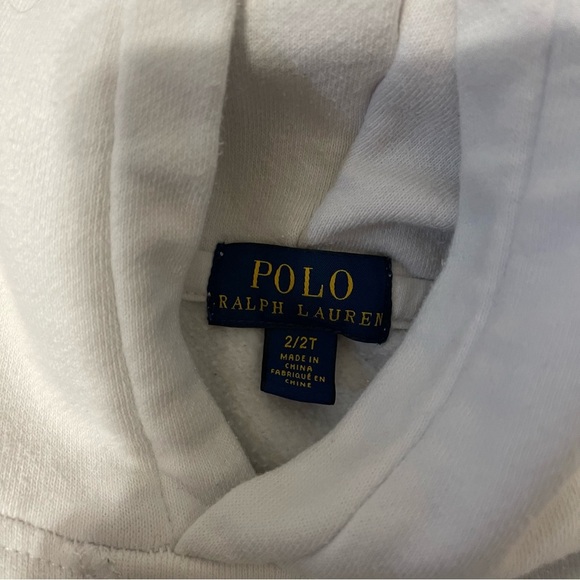 POLO
RALPH LAUREN
2/2T
MADE IN
CHINA
FABRIQUÉ EN
CHINE